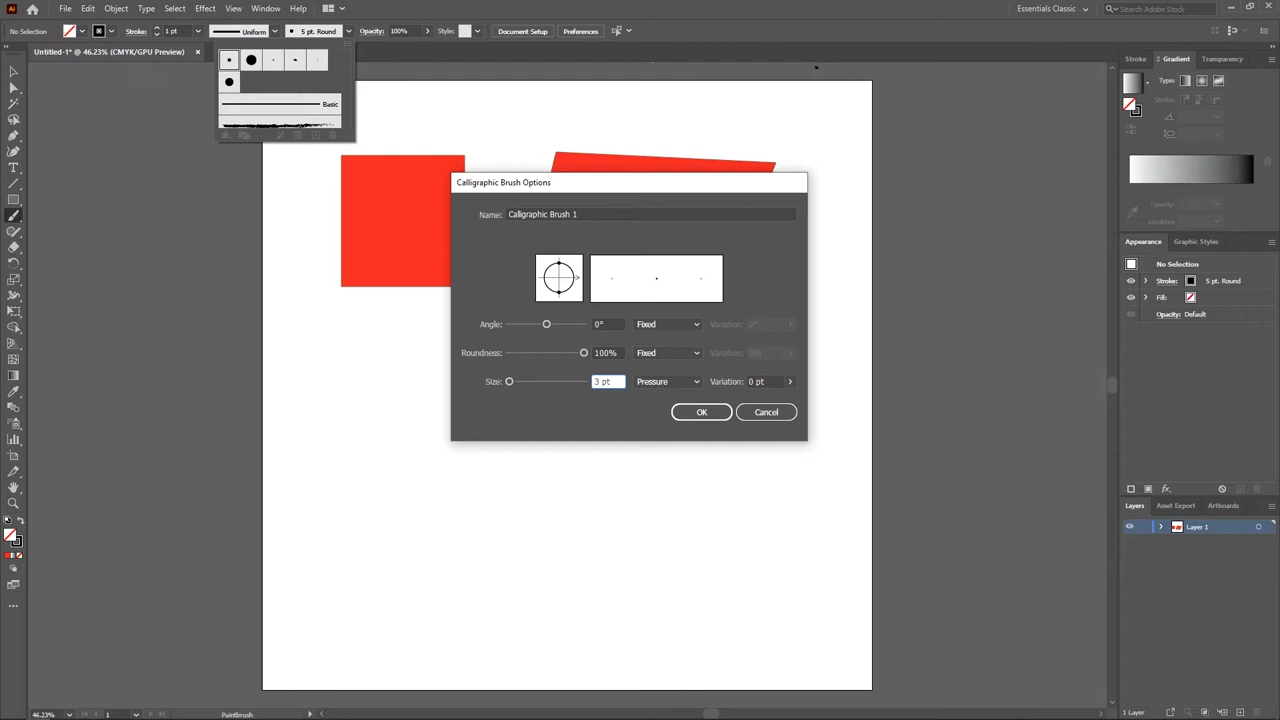 Ai File Edit Object Type Select Effect View Window Help Essentials Classic Search Adobe Stock
No Selection Stroke: 1 pt Uniform 5 pt. Round Opacity: 100% Style: Document Setup Preferences
Untitled-1* @ 46.23% (CMYK/GPU Preview)
Basic
Calligraphic Brush Options
Name: Calligraphic Brush 1
Angle: 0° Fixed Variation: 0°
Roundness: 100% Fixed Variation: 0%
Size: 3 pt Pressure Variation: 0 pt
OK Cancel
Stroke Gradient Transparency
Type:
Stroke:
Opacity:
Location:
Appearance Graphic Styles
No Selection
Stroke: 5 pt. Round
Fill:
Opacity: Default
fx
Layers Asset Export Artboards
Layer 1
1 Layer
46.23% 1 Paintbrush